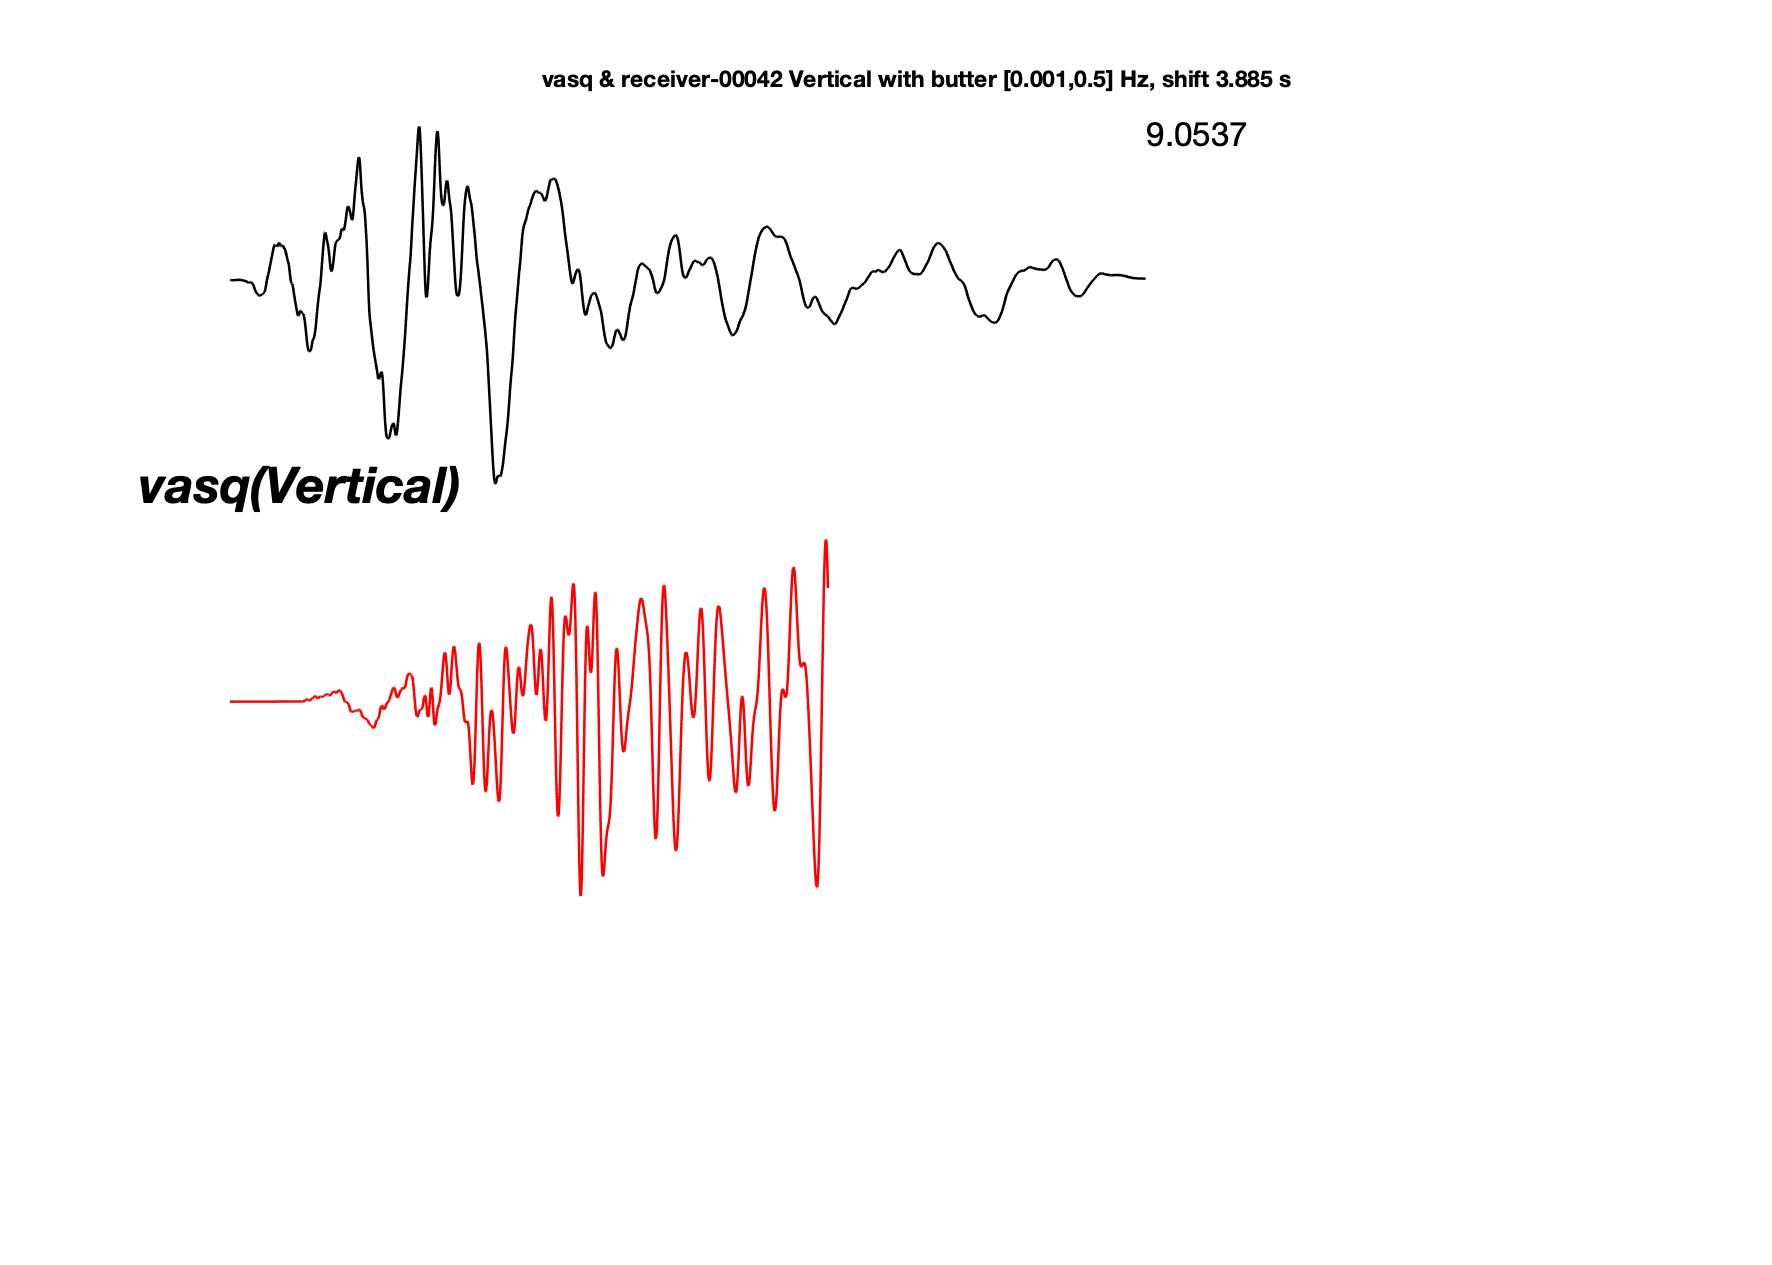 vasq & receiver-00042 Vertical with butter [0.001,0.5] Hz, shift 3.885 s
9.0537
vasq(Vertical)